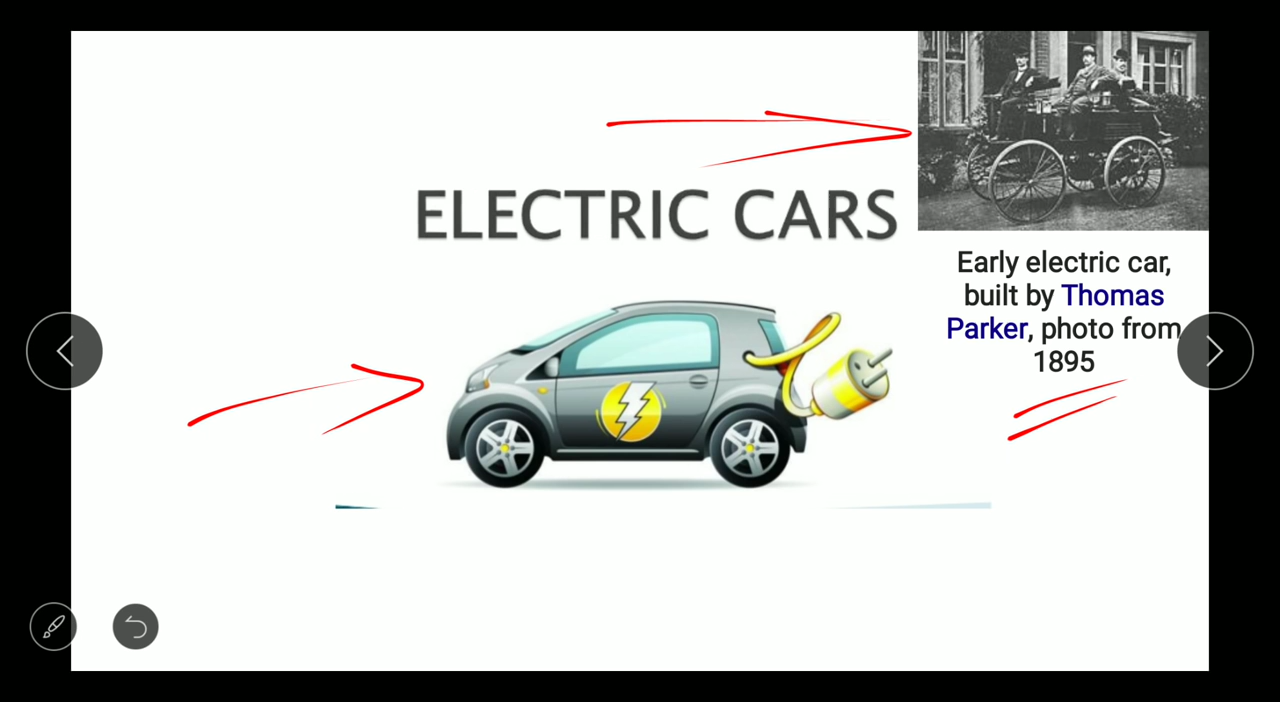 ELECTRIC CARS
Early electric car,
built by Thomas
Parker, photo from
1895